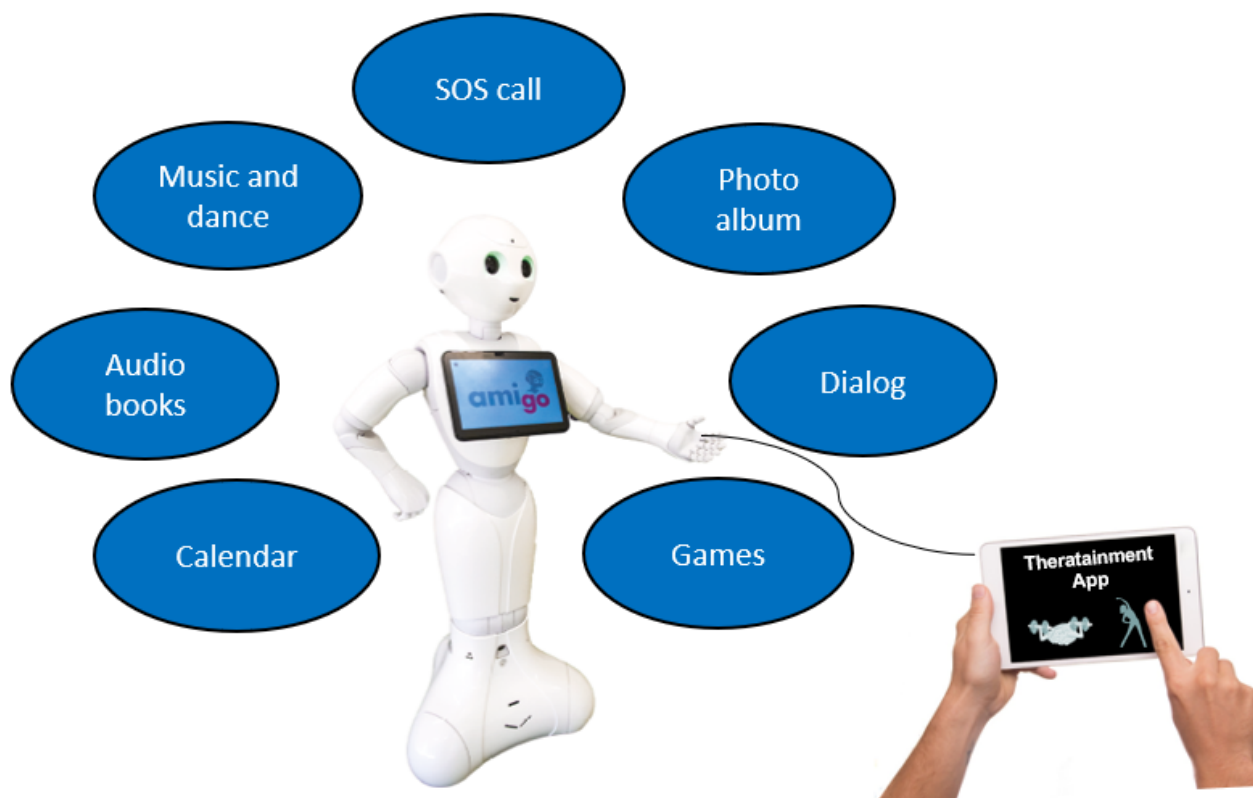 SOS call
Music and
dance
Photo
album
Audio
books
amigo
Dialog
Calendar
Games
Theratainment
App